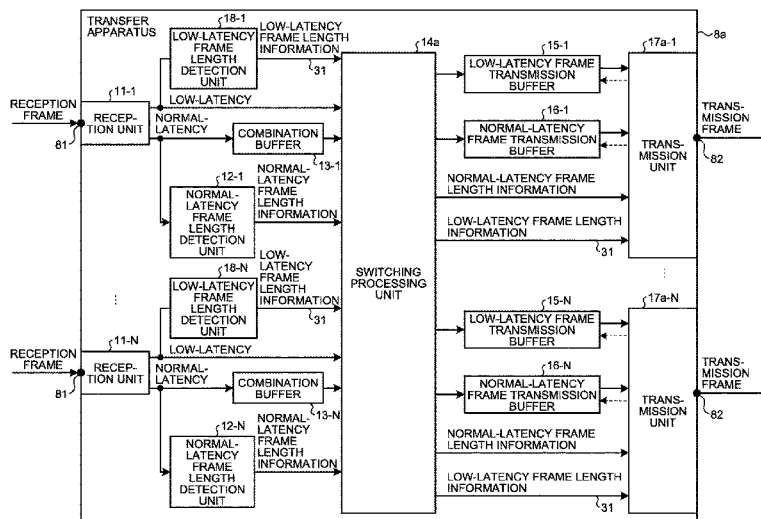 TRANSFER
APPARATUS
18-1
LOW-LATENCY
FRAME LENGTH
INFORMATION
14a
15-1
17a-1
8a
LOW-LATENCY
FRAME
LENGTH
DETECTION
UNIT
31
LOW-LATENCY FRAME
TRANSMISSION
BUFFER
11-1
LOW-LATENCY
RECEPTION
FRAME
RECEP-
TION UNIT
81
NORMAL-
LATENCY
COMBINATION
BUFFER
13-1
16-1
NORMAL-LATENCY
FRAME TRANSMISSION
BUFFER
TRANS-
MISSION
UNIT
TRANS-
MISSION
FRAME
82
12-1
NORMAL-
LATENCY
FRAME
LENGTH
DETECTION
UNIT
NORMAL-
LATENCY
FRAME
LENGTH
INFORMATION
NORMAL-LATENCY FRAME
LENGTH INFORMATION
LOW-LATENCY FRAME LENGTH
INFORMATION
31
SWITCHING
PROCESSING
UNIT
18-N
LOW-LATENCY
FRAME
LENGTH
DETECTION
UNIT
LOW-
LATENCY
FRAME
LENGTH
INFORMATION
31
15-N
LOW-LATENCY FRAME
TRANSMISSION
BUFFER
17a-N
11-N
LOW-LATENCY
RECEPTION
FRAME
RECEP-
TION UNIT
81
NORMAL-
LATENCY
COMBINATION
BUFFER
13-N
16-N
NORMAL-LATENCY
FRAME TRANSMISSION
BUFFER
TRANS-
MISSION
UNIT
TRANS-
MISSION
FRAME
82
12-N
NORMAL-
LATENCY
FRAME
LENGTH
DETECTION
UNIT
NORMAL-
LATENCY
FRAME
LENGTH
INFORMATION
NORMAL-LATENCY FRAME
LENGTH INFORMATION
LOW-LATENCY FRAME LENGTH
INFORMATION
31